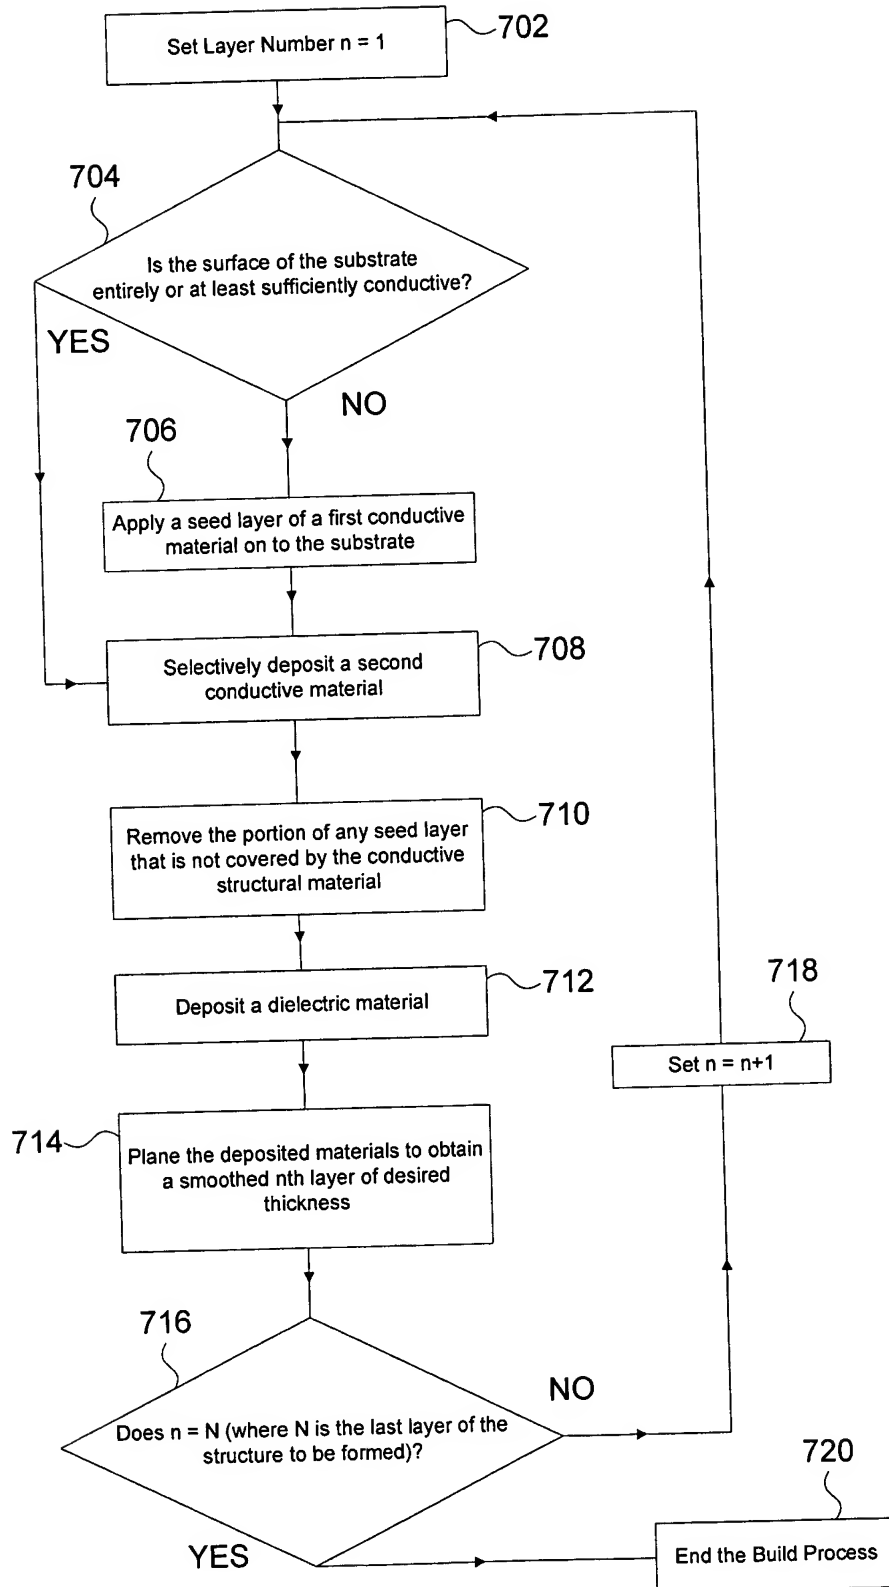 Set Layer Number n = 1
702
704
Is the surface of the substrate
entirely or at least sufficiently conductive?
YES
NO
706
Apply a seed layer of a first conductive
material on to the substrate
Selectively deposit a second
conductive material
708
Remove the portion of any seed layer
that is not covered by the conductive
structural material
710
Deposit a dielectric material
712
718
Set n = n+1
714
Plane the deposited materials to obtain
a smoothed nth layer of desired
thickness
716
Does n = N (where N is the last layer of the
structure to be formed)?
NO
YES
720
End the Build Process